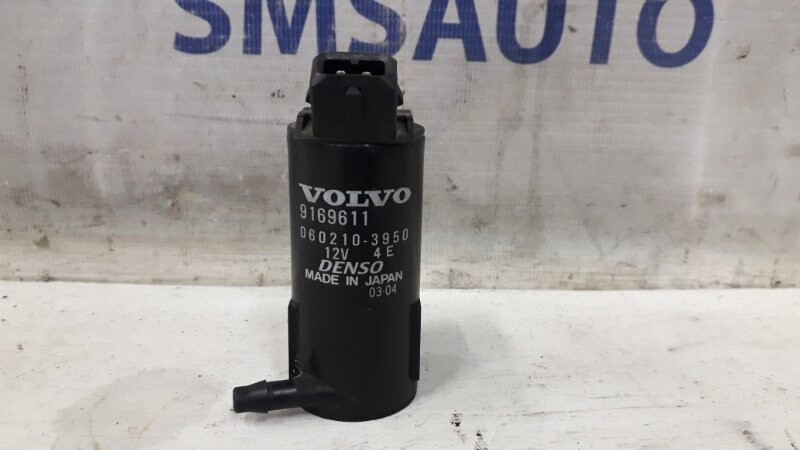 SMSAUTO
VOLVO
9169611
060210-3950
12V 4E
DENSO
MADE IN JAPAN
03-04